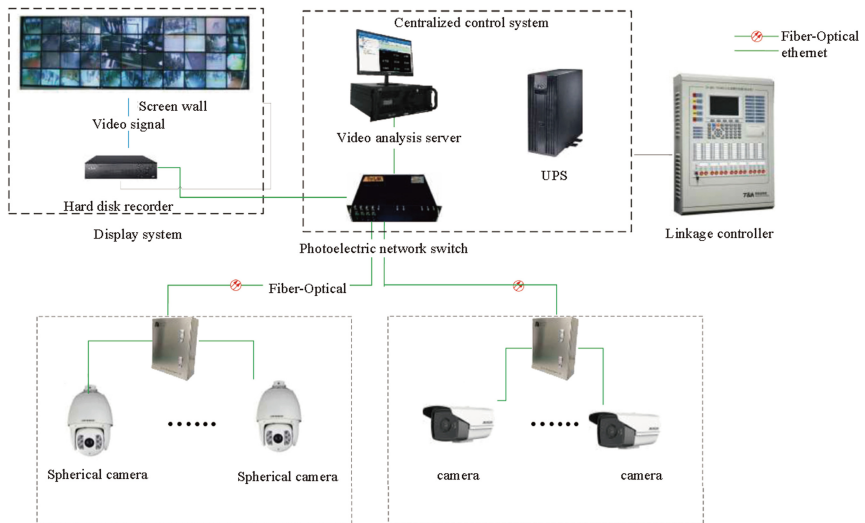 Centralized control system
Fiber-Optical
ethernet
Screen wall
Video signal
Video analysis server
UPS
Hard disk recorder
Display system
Photoelectric network switch
Linkage controller
Fiber-Optical
Spherical camera
Spherical camera
camera
camera